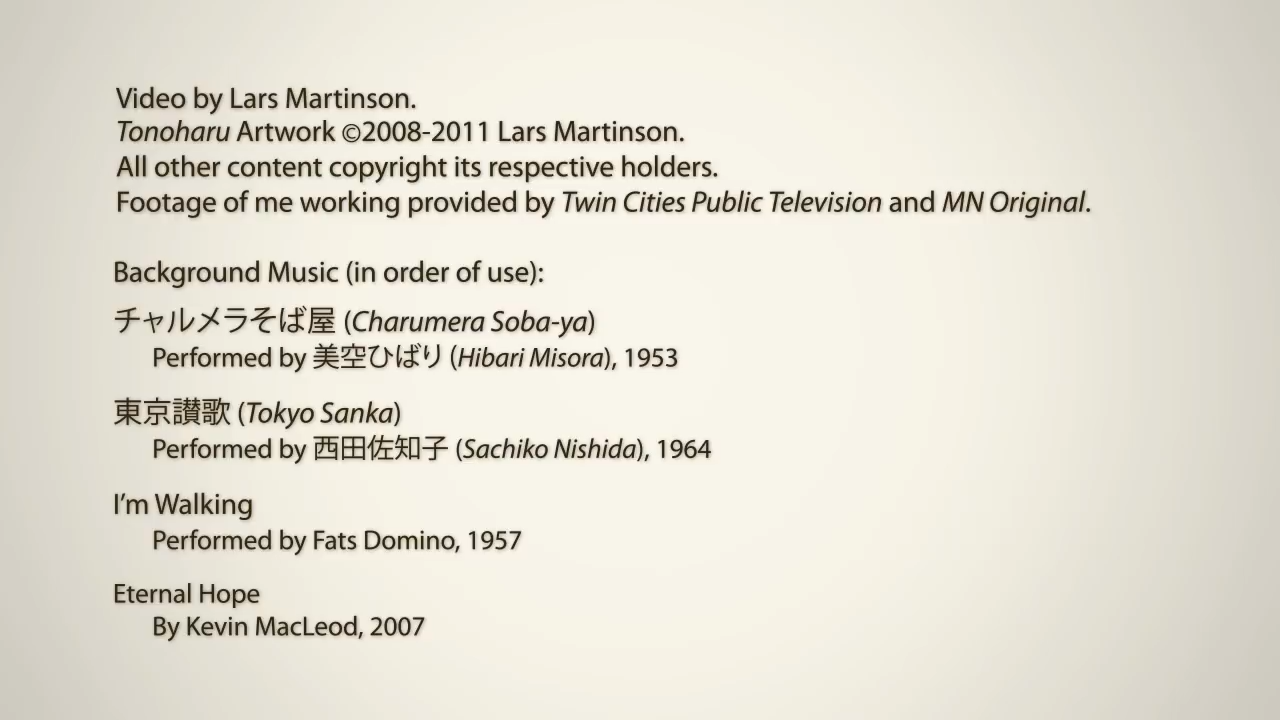 Video by Lars Martinson.
Tonoharu Artwork ©2008-2011 Lars Martinson.
All other content copyright its respective holders.
Footage of me working provided by Twin Cities Public Television and MN Original.
Background Music (in order of use):
チャルメラそば屋 (Charumera Soba-ya)
Performed by 美空ひばり (Hibari Misora), 1953
東京讃歌 (Tokyo Sanka)
Performed by 西田佐知子 (Sachiko Nishida), 1964
I'm Walking
Performed by Fats Domino, 1957
Eternal Hope
By Kevin MacLeod, 2007